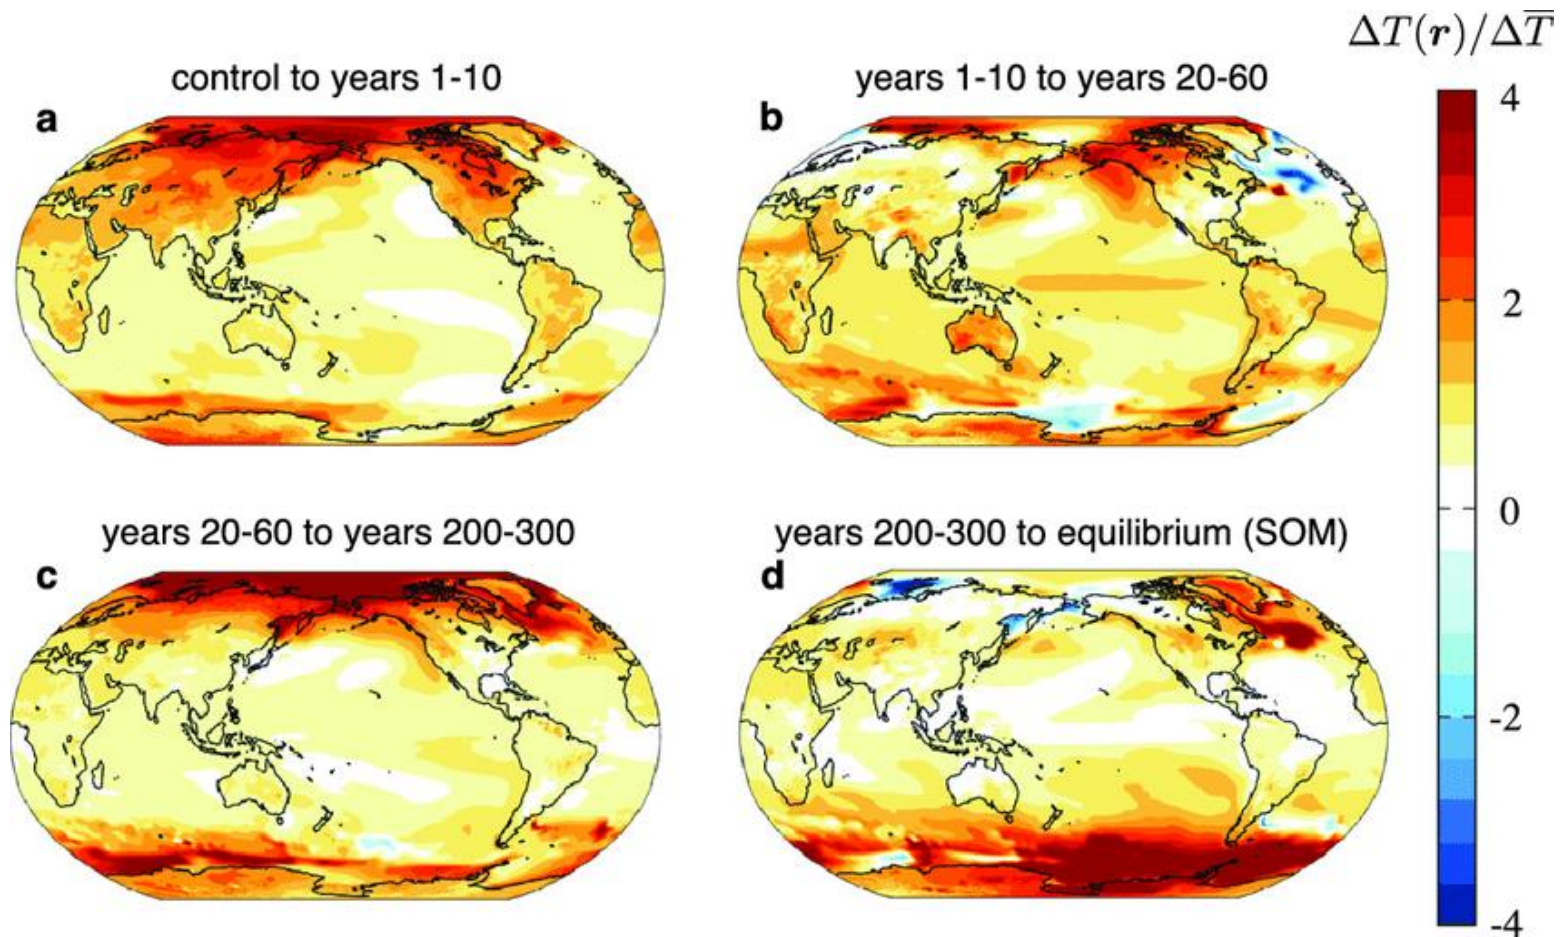 ΔT(r)/ΔT̅
control to years 1-10
years 1-10 to years 20-60
a
b
4
2
0
-2
-4
years 20-60 to years 200-300
years 200-300 to equilibrium (SOM)
c
d